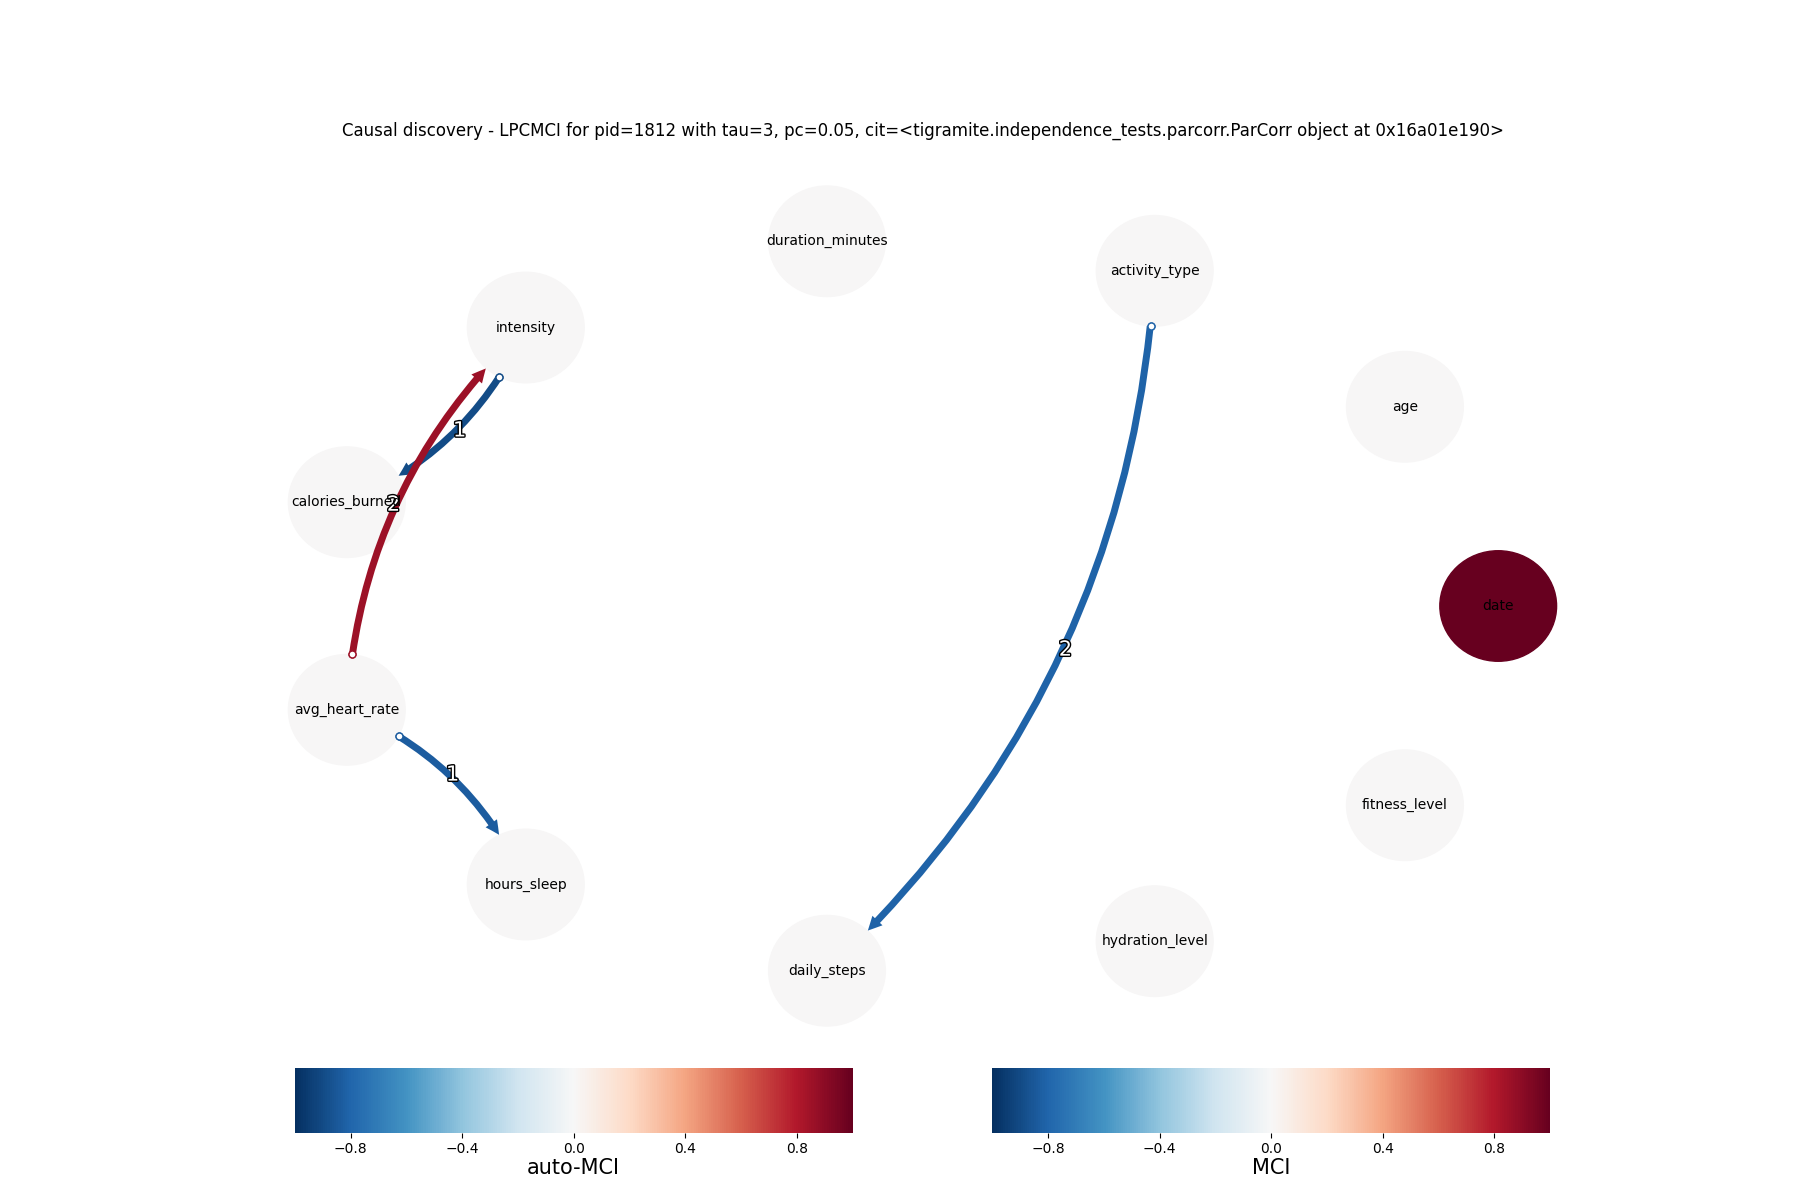 Causal discovery - LPCMCI for pid=1812 with tau=3, pc=0.05, cit=<tigramite.independence_tests.parcorr.ParCorr object at 0x16a01e190>
duration_minutes
activity_type
intensity
age
1
calories_burned
2
date
2
avg_heart_rate
1
fitness_level
hours_sleep
hydration_level
daily_steps
−0.8 −0.4 0.0 0.4 0.8
auto-MCI
−0.8 −0.4 0.0 0.4 0.8
MCI